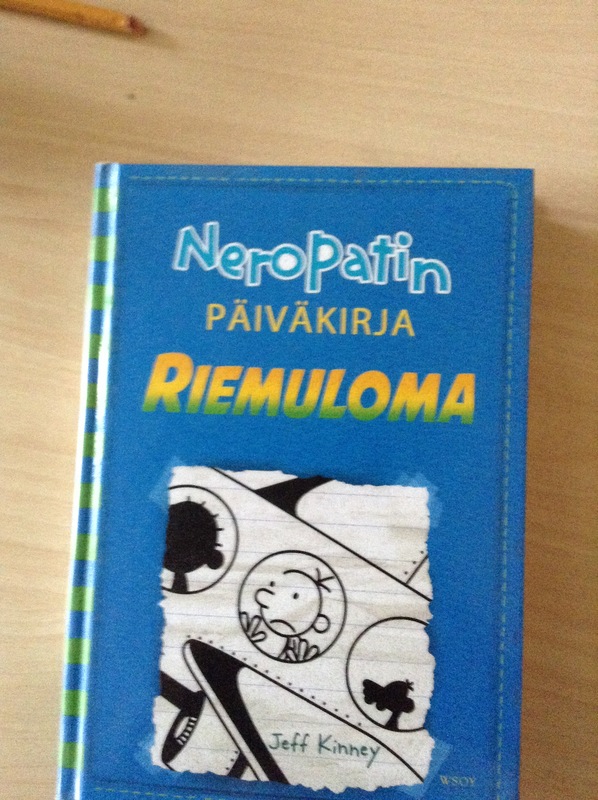 Neropatin
PÄIVÄKIRJA
RIEMULOMA
Jeff Kinney
WSOY